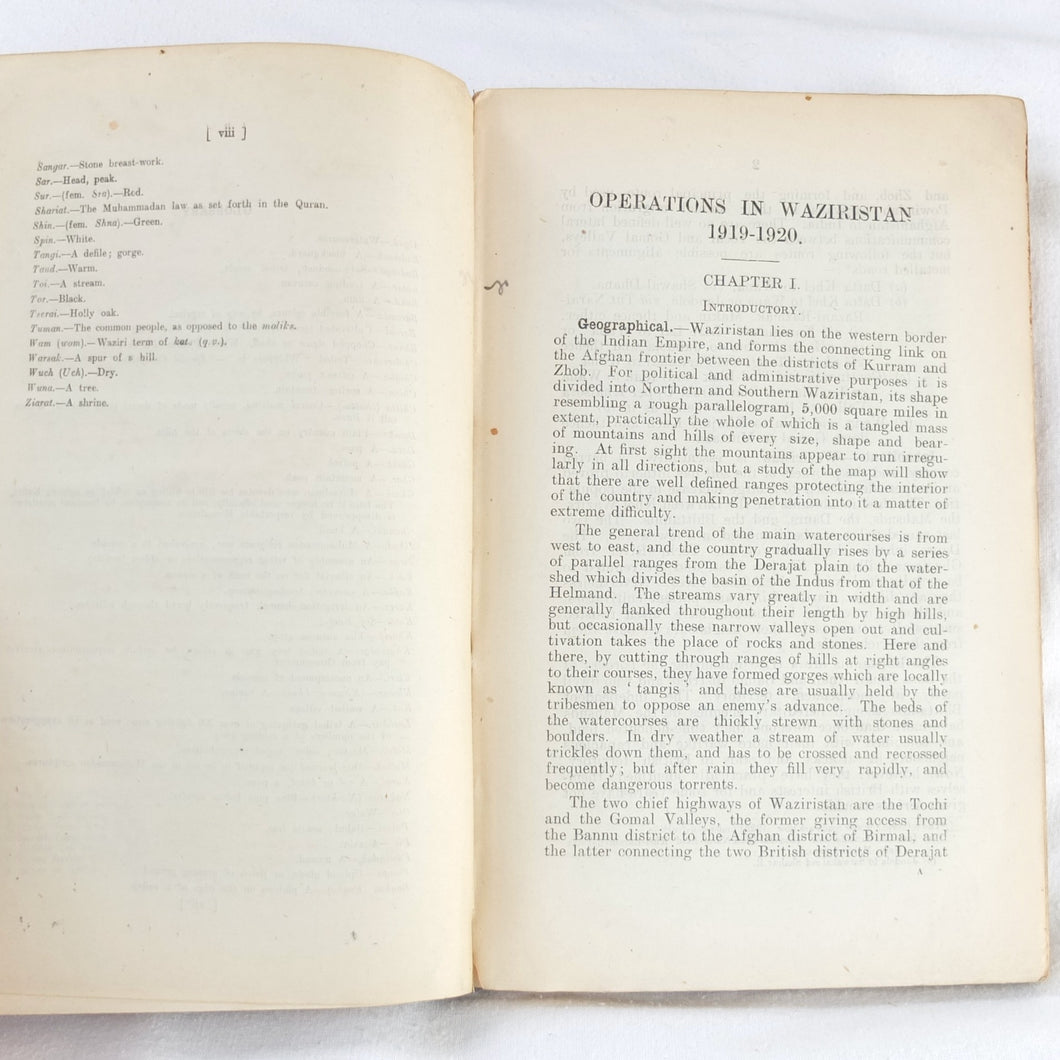 [ viii ]
Sangar.—Stone breast-work.
Sar.—Head, peak.
Sur.—(fem. Sra).—Red.
Shariat.—The Muhammadan law as set forth in the Quran.
Shin.—(fem. Shna).—Green.
Spin.—White.
Tangi.—A defile; gorge.
Taud.—Warm.
Toi.—A stream.
Tor.—Black.
Tserai.—Holly oak.
Tuman.—The common people, as opposed to the maliks.
Wam (wom).—Waziri term of kot. (q.v.).
Warsak.—A spur of a hill.
Wuch (Uch).—Dry.
Wuna.—A tree.
Ziarat.—A shrine.
OPERATIONS IN WAZIRISTAN
1919-1920.
CHAPTER I.
INTRODUCTORY.
Geographical.—Waziristan lies on the western border
of the Indian Empire, and forms the connecting link on
the Afghan frontier between the districts of Kurram and
Zhob. For political and administrative purposes it is
divided into Northern and Southern Waziristan, its shape
resembling a rough parallelogram, 5,000 square miles in
extent, practically the whole of which is a tangled mass
of mountains and hills of every size, shape and bear-
ing. At first sight the mountains appear to run irregu-
larly in all directions, but a study of the map will show
that there are well defined ranges protecting the interior
of the country and making penetration into it a matter of
extreme difficulty.
The general trend of the main watercourses is from
west to east, and the country gradually rises by a series
of parallel ranges from the Derajat plain to the water-
shed which divides the basin of the Indus from that of the
Helmand. The streams vary greatly in width and are
generally flanked throughout their length by high hills,
but occasionally these narrow valleys open out and cul-
tivation takes the place of rocks and stones. Here and
there, by cutting through ranges of hills at right angles
to their courses, they have formed gorges which are locally
known as ' tangis ' and these are usually held by the
tribesmen to oppose an enemy's advance. The beds of
the watercourses are thickly strewn with stones and
boulders. In dry weather a stream of water usually
trickles down them, and has to be crossed and recrossed
frequently; but after rain they fill very rapidly, and
become dangerous torrents.
The two chief highways of Waziristan are the Tochi
and the Gomal Valleys, the former giving access from
the Bannu district to the Afghan district of Birmal, and
the latter connecting the two British districts of Derajat
A